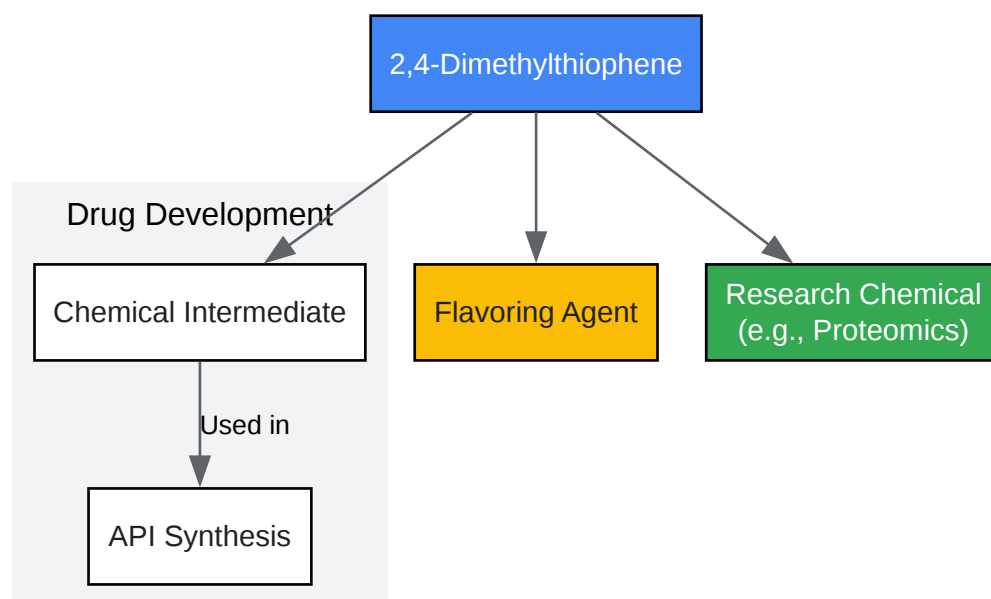 2,4-Dimethylthiophene
Drug Development
Chemical Intermediate
Flavoring Agent
Research Chemical
(e.g., Proteomics)
Used in
API Synthesis